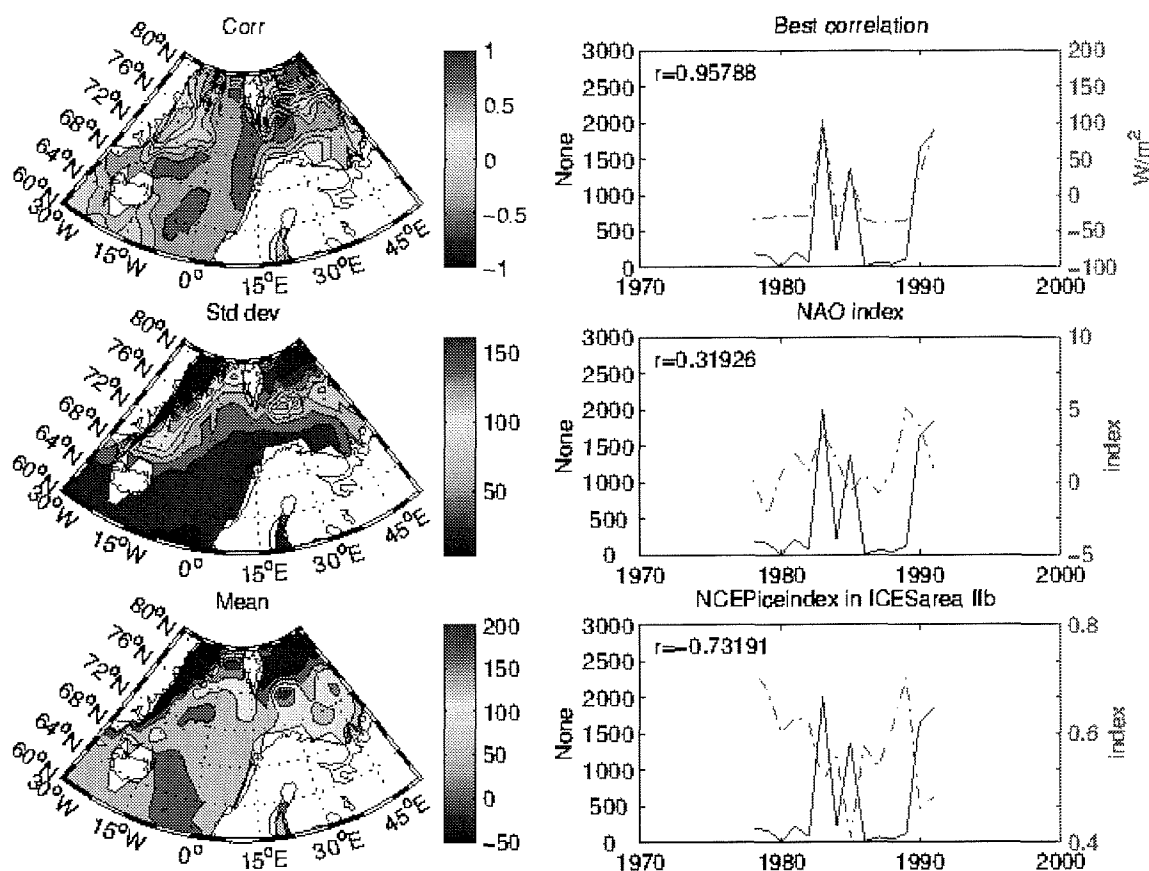 Corr
80°N
76°N
72°N
68°N
64°N
60°N
30°W
15°W
0°
15°E
30°E
45°E
1
0.5
0
−0.5
−1
Best correlation
r=0.95788
None
3000
2500
2000
1500
1000
500
0
1970
1980
1990
2000
200
150
100
50
0
−50
−100
W/m²
Std dev
80°N
76°N
72°N
68°N
64°N
60°N
30°W
15°W
0°
15°E
30°E
45°E
150
100
50
NAO index
r=0.31926
None
3000
2500
2000
1500
1000
500
0
1970
1980
1990
2000
10
5
0
−5
index
Mean
80°N
76°N
72°N
68°N
64°N
60°N
30°W
15°W
0°
15°E
30°E
45°E
200
150
100
50
0
−50
NCEPiceindex in ICESarea IIb
r=−0.73191
None
3000
2500
2000
1500
1000
500
0
1970
1980
1990
2000
0.8
0.6
0.4
index